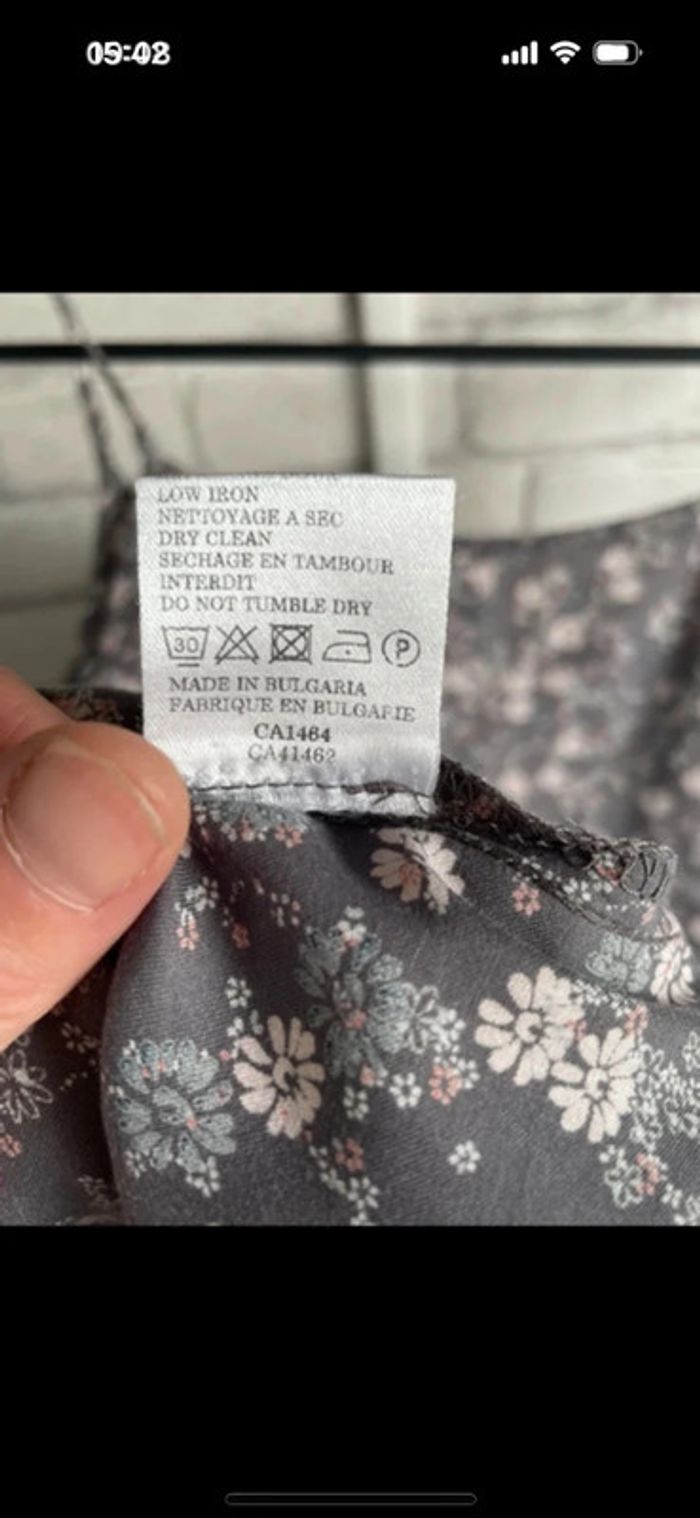 09:48
LOW IRON
NETTOYAGE A SEC
DRY CLEAN
SECHAGE EN TAMBOUR
INTERDIT
DO NOT TUMBLE DRY
30 P
MADE IN BULGARIA
FABRIQUE EN BULGARIE
CA1464
CA41462